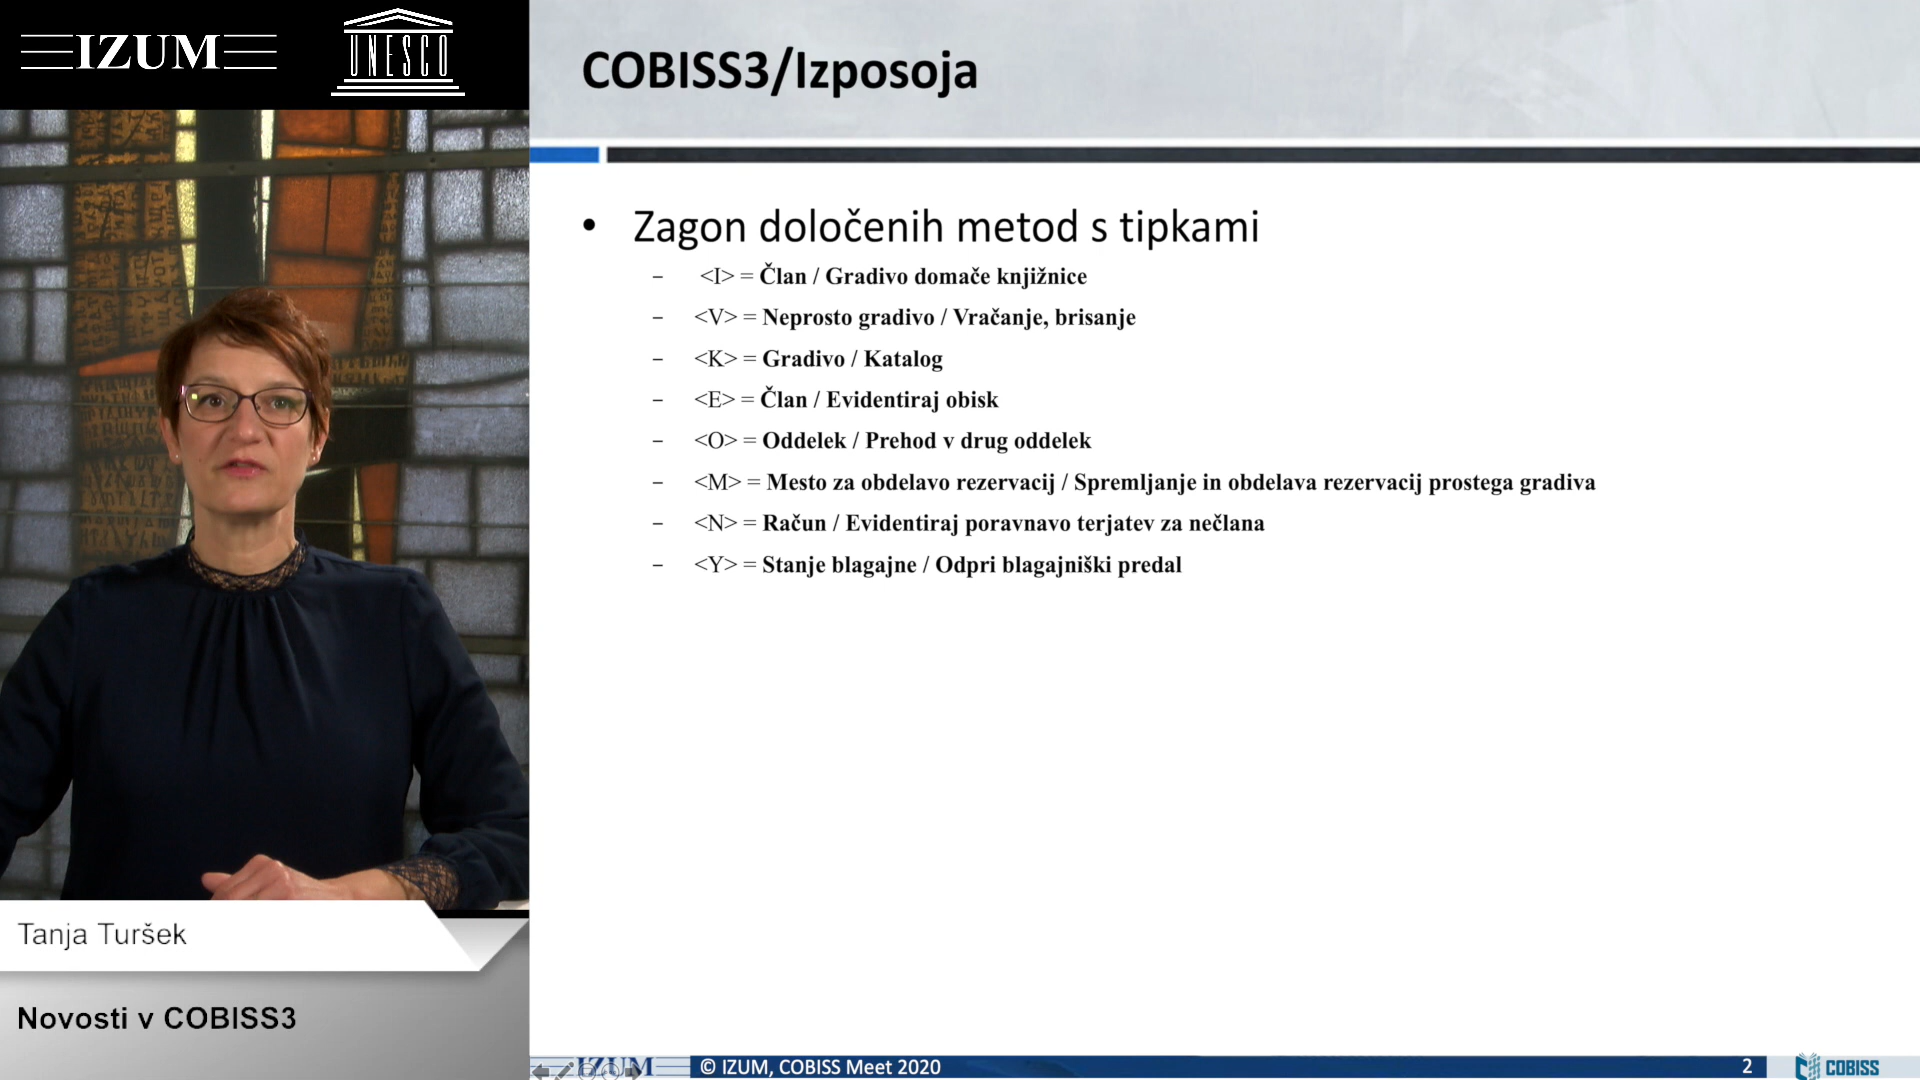 IZUM
UNESCO
COBISS3/Izposoja
• Zagon določenih metod s tipkami
– <I> = Član / Gradivo domače knjižnice
– <V> = Neprosto gradivo / Vračanje, brisanje
– <K> = Gradivo / Katalog
– <E> = Član / Evidentiraj obisk
– <O> = Oddelek / Prehod v drug oddelek
– <M> = Mesto za obdelavo rezervacij / Spremljanje in obdelava rezervacij prostega gradiva
– <N> = Račun / Evidentiraj poravnavo terjatev za nečlana
– <Y> = Stanje blagajne / Odpri blagajniški predal
Tanja Turšek
Novosti v COBISS3
IZUM
© IZUM, COBISS Meet 2020
2
COBISS